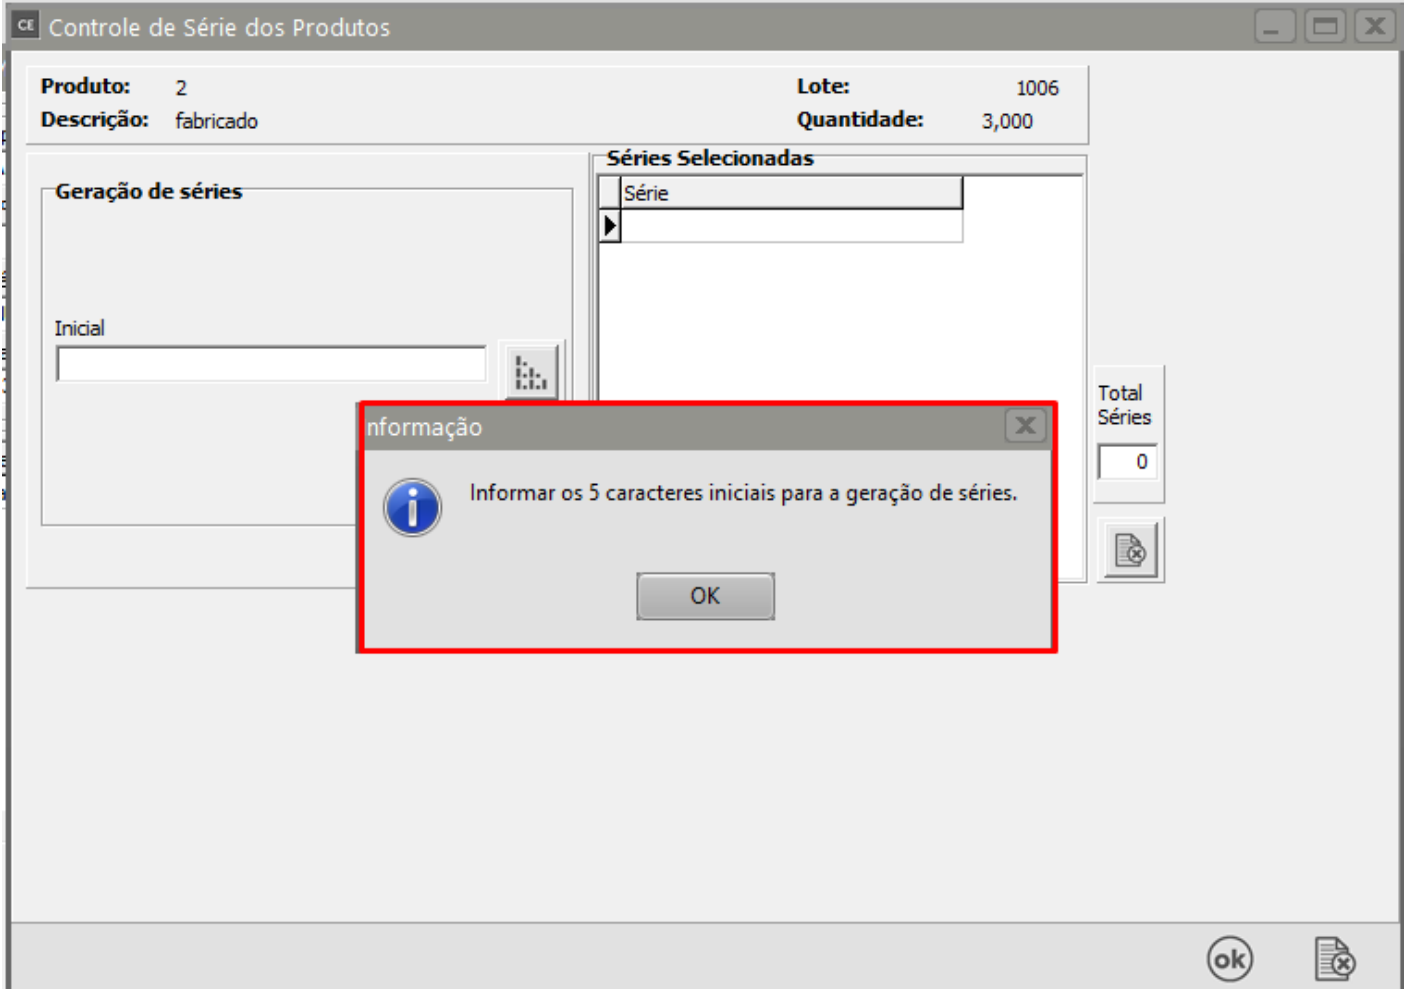 CE Controle de Série dos Produtos
Produto: 2 Lote: 1006
Descrição: fabricado Quantidade: 3,000
Séries Selecionadas
Geração de séries
Série
Inicial
Total
Séries
0
nformação
Informar os 5 caracteres iniciais para a geração de séries.
OK
ok